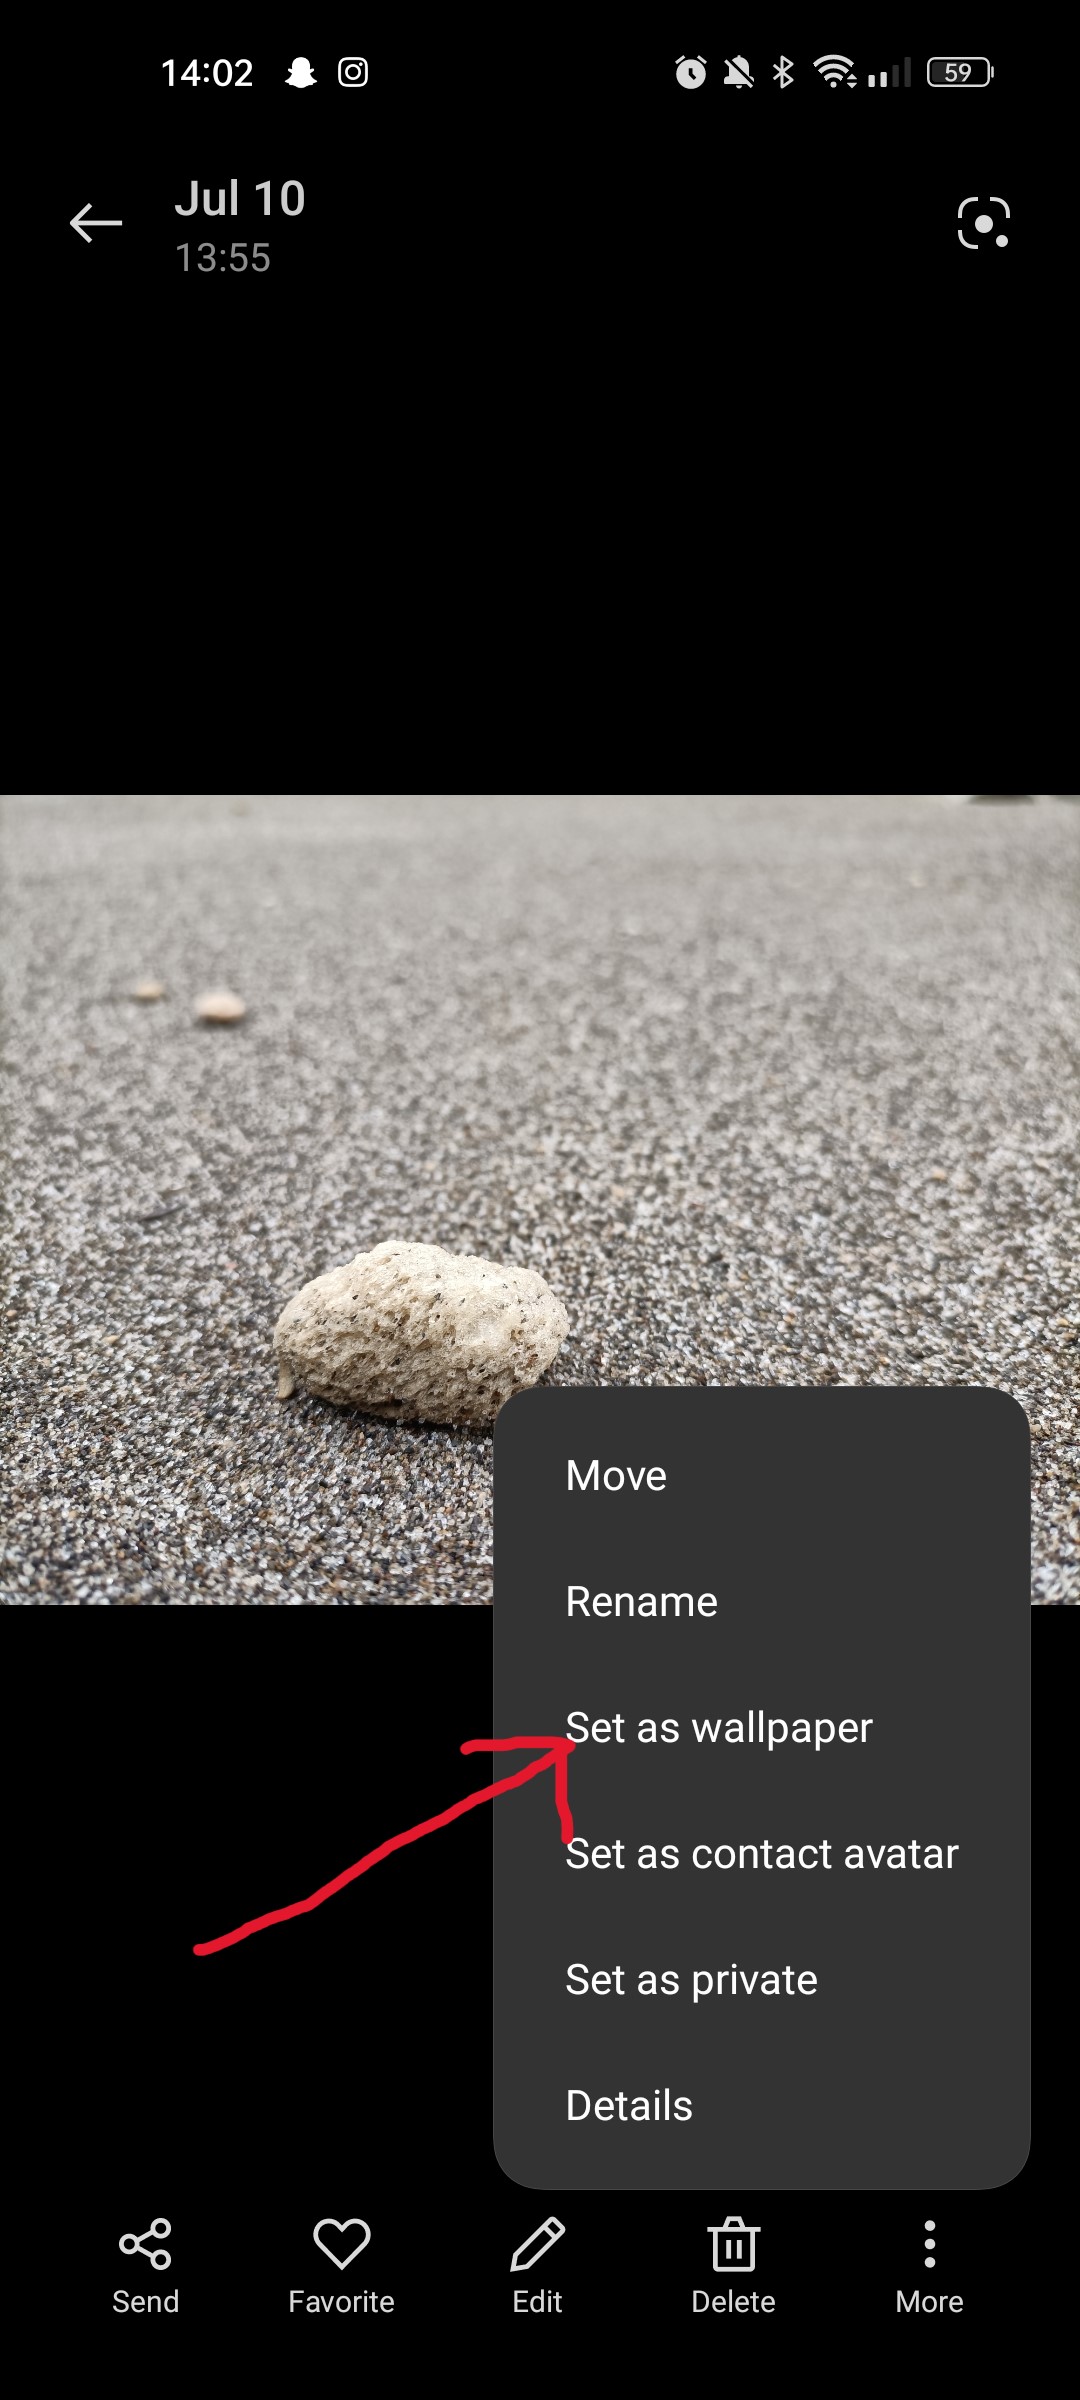 14:02
59
Jul 10
13:55
Move
Rename
Set as wallpaper
Set as contact avatar
Set as private
Details
Send Favorite Edit Delete More